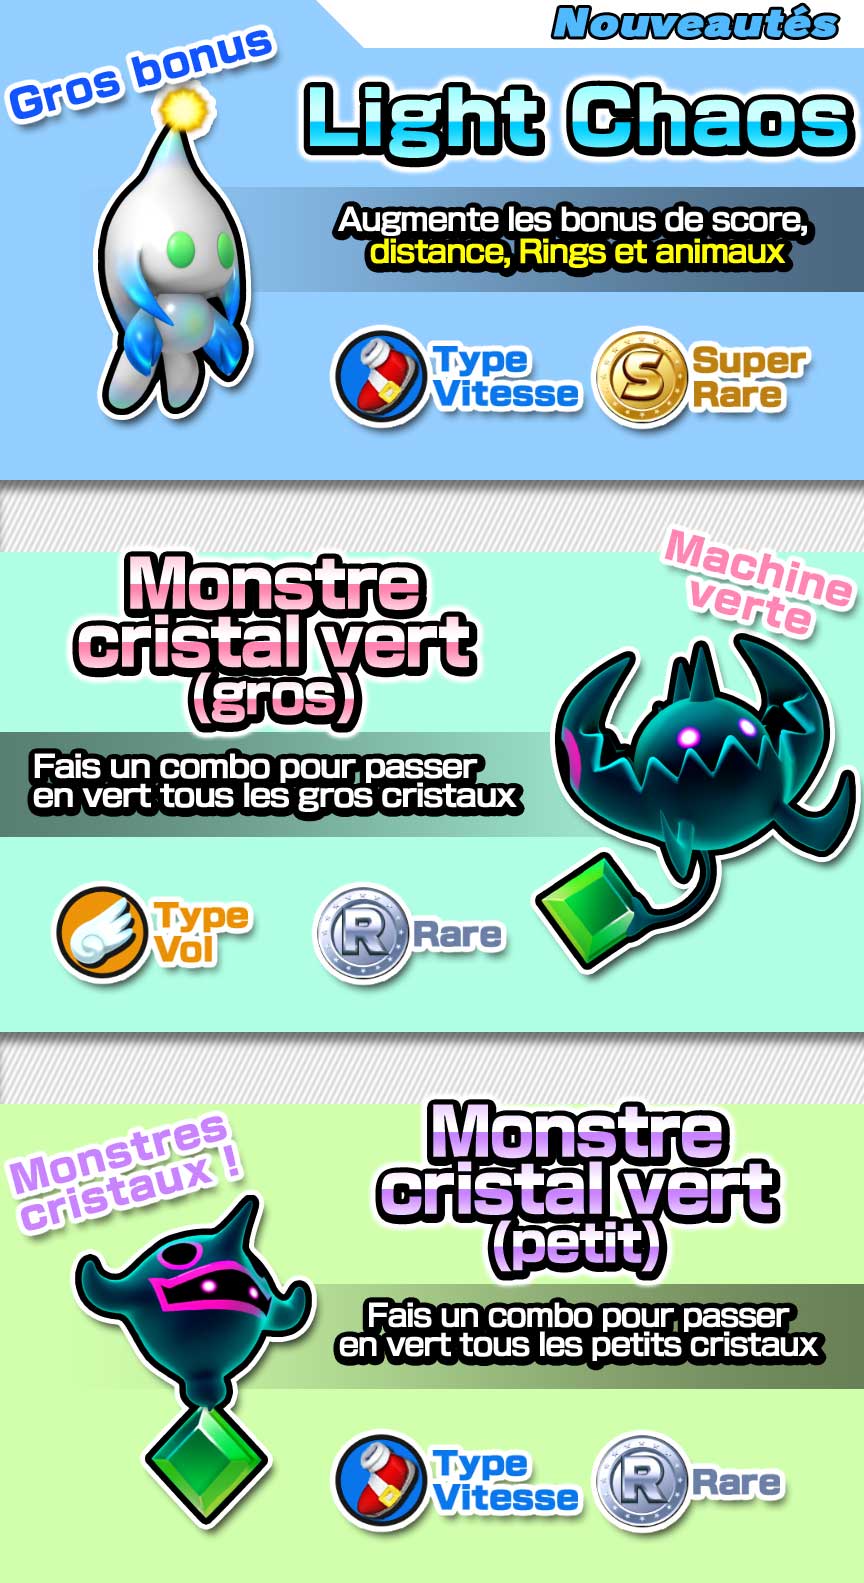 Nouveautés
Gros bonus
Light Chaos
Augmente les bonus de score,
distance, Rings et animaux
Type
Vitesse
S
Super
Rare
Monstre
cristal vert
(gros)
Machine
verte
Fais un combo pour passer
en vert tous les gros cristaux
Type
Vol
R
Rare
Monstres
cristaux !
Monstre
cristal vert
(petit)
Fais un combo pour passer
en vert tous les petits cristaux
Type
Vitesse
R
Rare